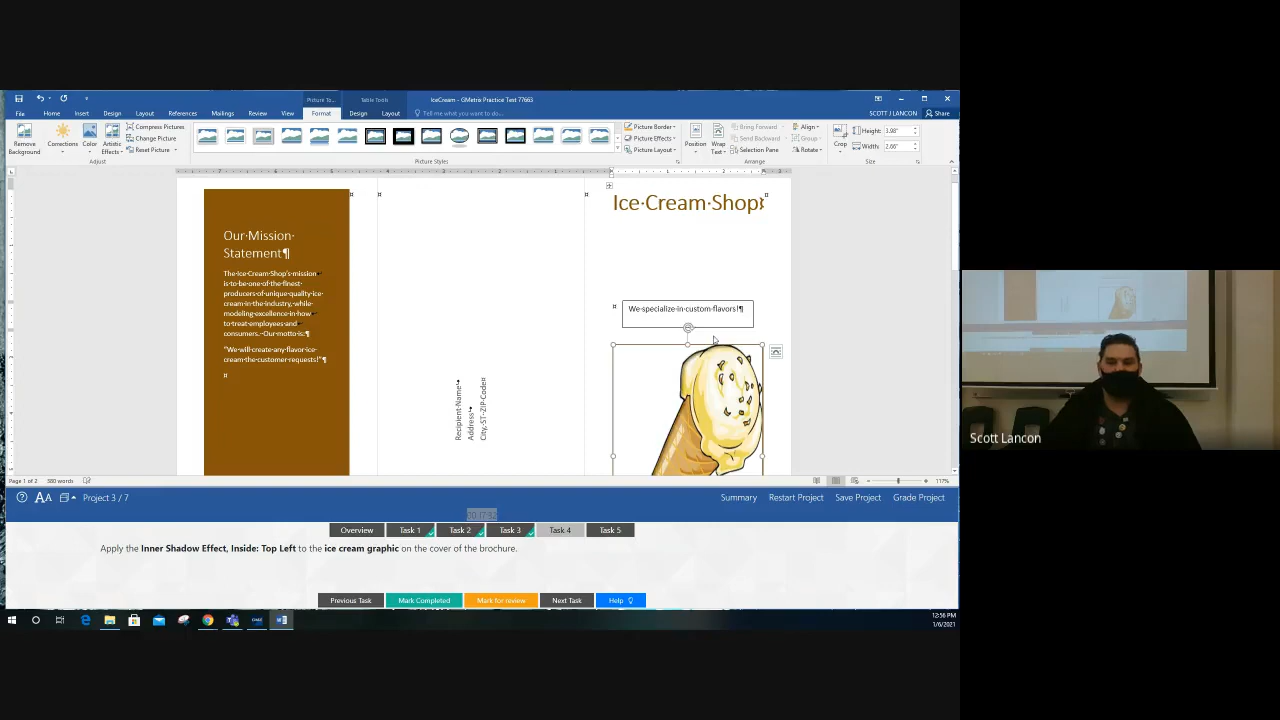 Picture To...
Table Tools
IceCream - GMetrix Practice Test 77663
File
Home
Insert
Design
Layout
References
Mailings
Review
View
Format
Design
Layout
Tell me what you want to do...
SCOTT J LANCON
Share
Remove
Background
Corrections
Color
Artistic
Effects
Compress Pictures
Change Picture
Reset Picture
Adjust
Picture Styles
Picture Border
Picture Effects
Picture Layout
Position
Wrap
Text
Bring Forward
Send Backward
Selection Pane
Align
Group
Rotate
Arrange
Crop
Height: 3.98"
Width: 2.66"
Size
Our·Mission·
Statement¶
The·Ice·Cream·Shop's·mission
is·to·be·one·of·the·finest·
producers·of·unique·quality·ice·
cream·in·the·industry,·while·
modeling·excellence·in·how
to·treat·employees·and
consumers.··Our·motto·is:¶
"We·will·create·any·flavor·ice·
cream·the·customer·requests!"¶
Recipient·Name
Address
City,·ST··ZIP·Code
Ice·Cream·Shop
We·specialize·in·custom·flavors!¶
Page 1 of 2
380 words
117%
AA
Project 3 / 7
Summary
Restart Project
Save Project
Grade Project
00:17:32
Overview
Task 1
Task 2
Task 3
Task 4
Task 5
Apply the Inner Shadow Effect, Inside: Top Left to the ice cream graphic on the cover of the brochure.
Previous Task
Mark Completed
Mark for review
Next Task
Help
12:56 PM
1/6/2021
Scott Lancon